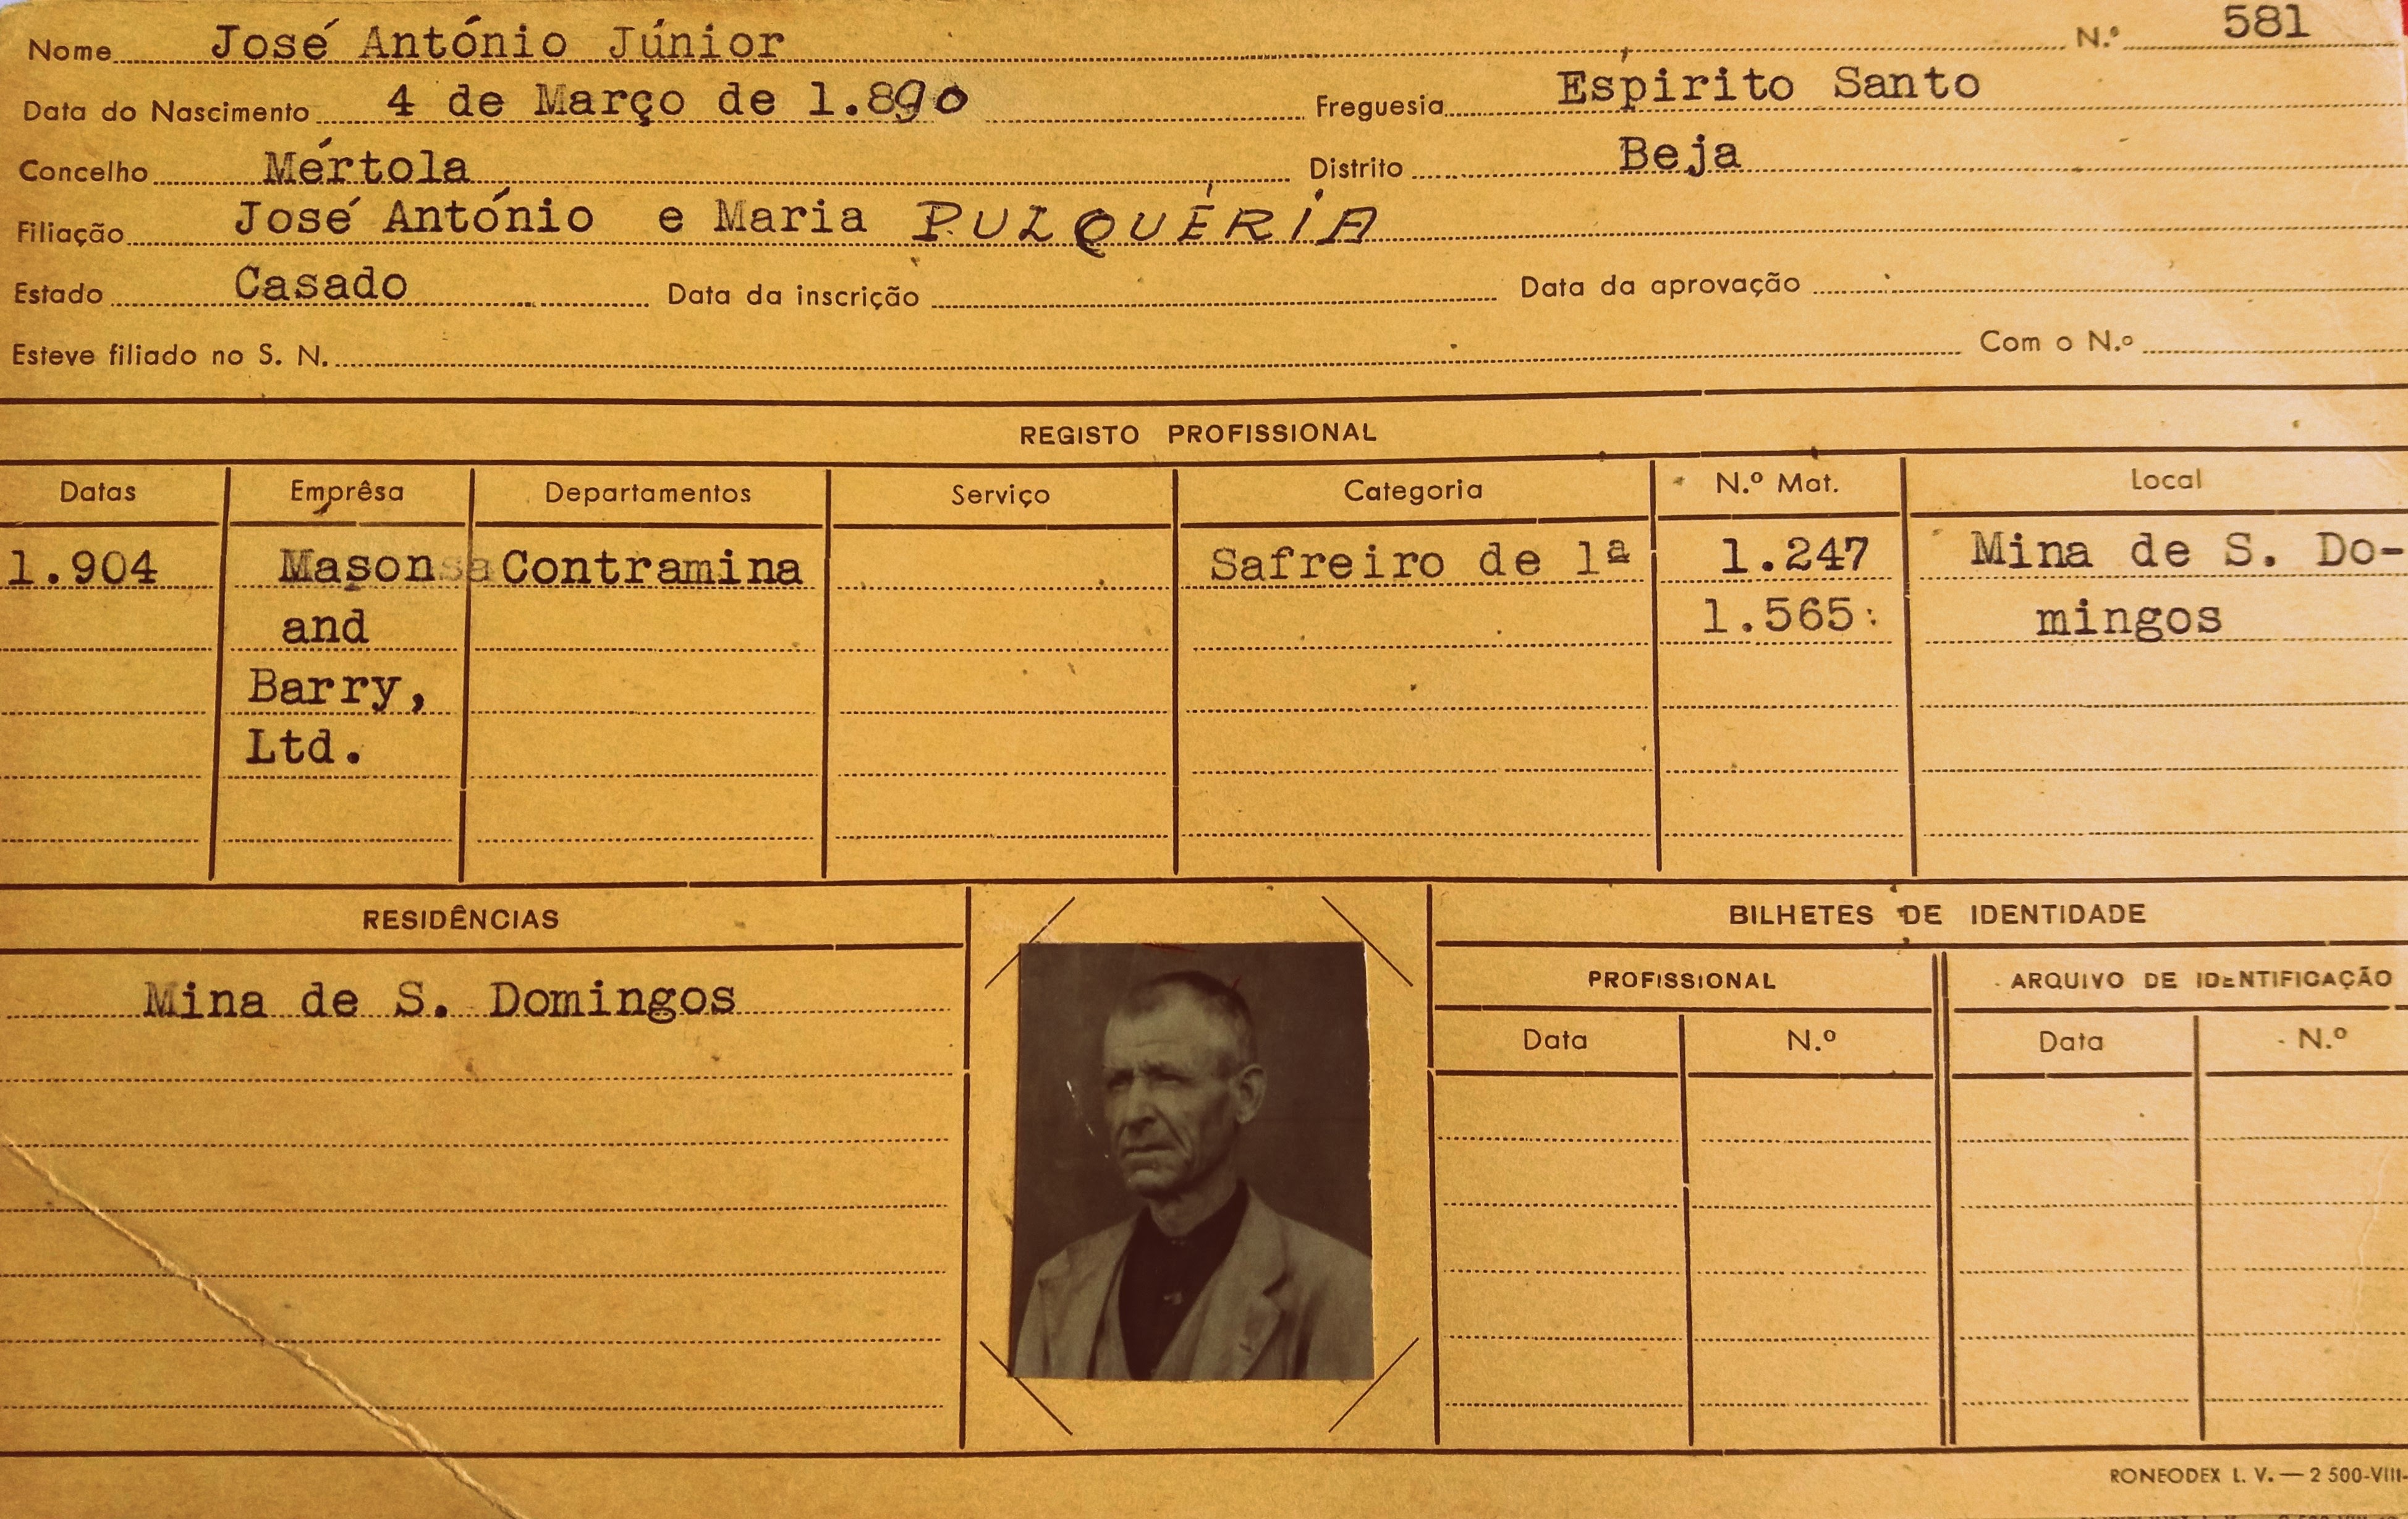 Nome José António Júnior N.º 581
Data do Nascimento 4 de Março de 1.890 Freguesia Espirito Santo
Concelho Mértola Distrito Beja
Filiação José António e Maria PULQUÉRIA
Estado Casado Data da inscrição Data da aprovação
Esteve filiado no S. N. Com o N.º
REGISTO PROFISSIONAL
Datas Emprêsa Departamentos Serviço Categoria N.º Mat. Local
1.904 Mason Contramina Safreiro de 1ª 1.247 Mina de S. Do-
and 1.565 mingos
Barry,
Ltd.
RESIDÊNCIAS BILHETES DE IDENTIDADE
PROFISSIONAL ARQUIVO DE IDENTIFICAÇÃO
Mina de S. Domingos
Data N.º Data N.º
RONEODEX L. V. — 2 500-VIII-